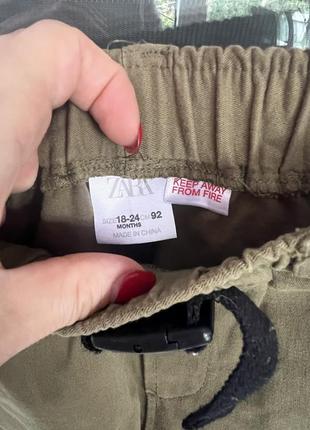 ZARA
SIZE 18-24 CM 92
MONTHS
MADE IN CHINA
KEEP AWAY
FROM FIRE